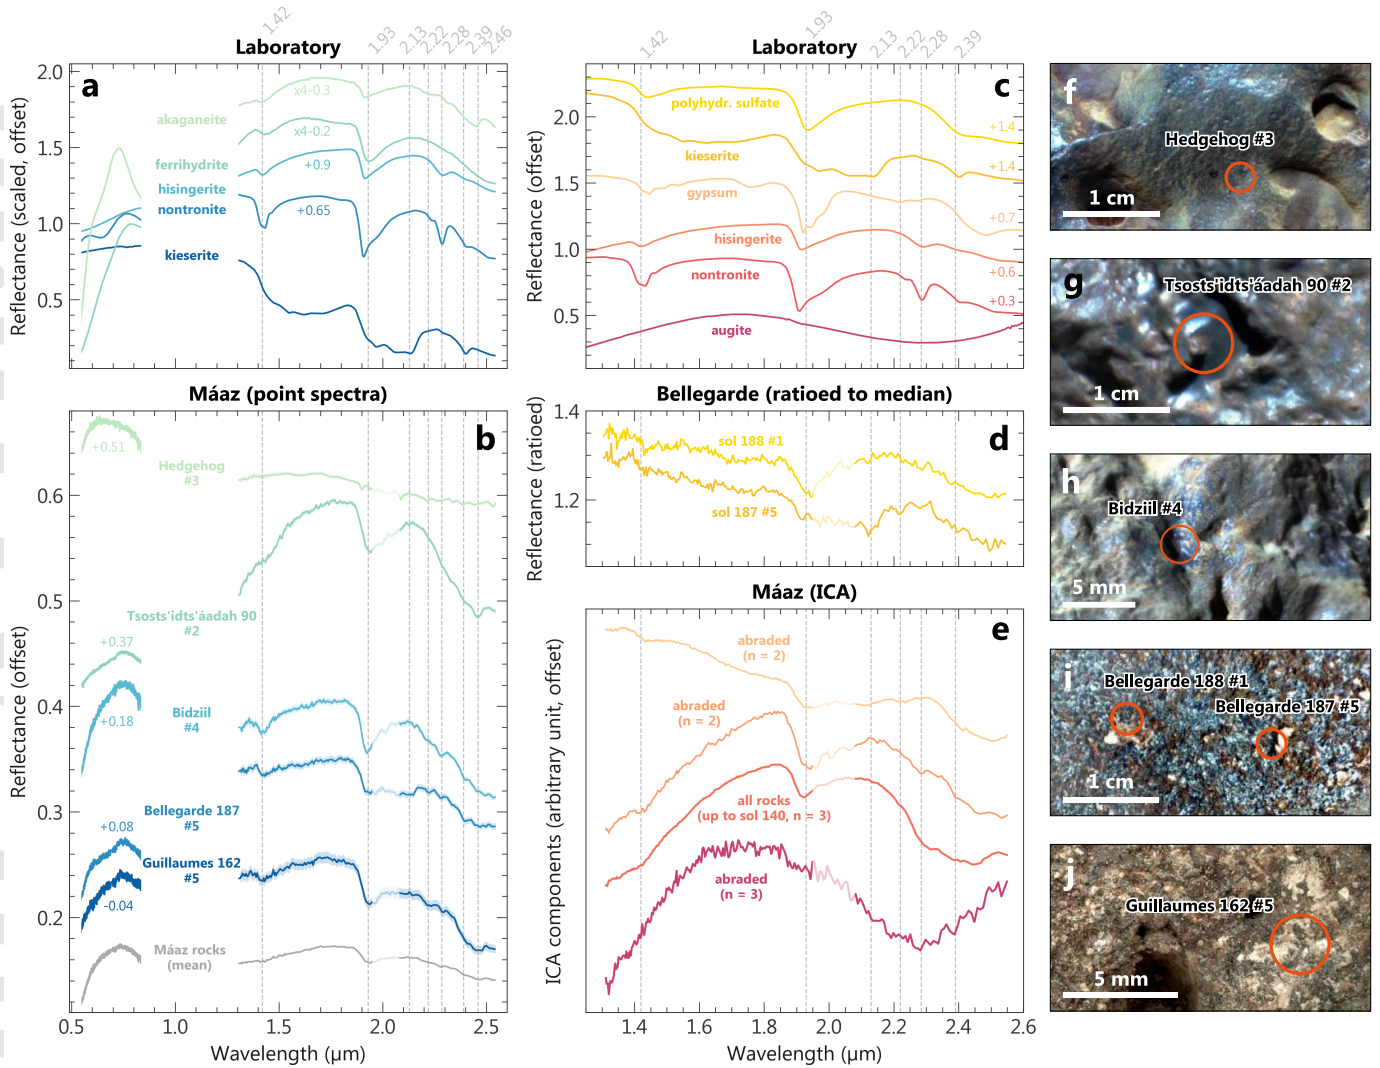 1.42
1.93
2.13
2.22
2.28
2.39
2.46
Laboratory
a
Reflectance (scaled, offset)
2.0
1.5
1.0
0.5
x4-0.3
akaganeite
x4-0.2
ferrihydrite
+0.9
hisingerite
nontronite
+0.65
kieserite
Máaz (point spectra)
b
Reflectance (offset)
0.6
0.5
0.4
0.3
0.2
+0.51
Hedgehog
#3
Tsosts'idts'áadah 90
#2
+0.37
Bidziil
#4
+0.18
Bellegarde 187
#5
+0.08
Guillaumes 162
#5
-0.04
Máaz rocks
(mean)
0.5
1.0
1.5
2.0
2.5
Wavelength (μm)
1.42
1.93
2.13
2.22
2.28
2.39
Laboratory
c
Reflectance (offset)
2.0
1.5
1.0
0.5
polyhydr. sulfate
+1.4
kieserite
+1.4
gypsum
+0.7
hisingerite
+0.6
nontronite
+0.3
augite
Bellegarde (ratioed to median)
d
Reflectance (ratioed)
1.4
1.2
sol 188 #1
sol 187 #5
Máaz (ICA)
e
ICA components (arbitrary unit, offset)
abraded
(n = 2)
abraded
(n = 2)
all rocks
(up to sol 140, n = 3)
abraded
(n = 3)
1.4
1.6
1.8
2.0
2.2
2.4
2.6
Wavelength (μm)
f
Hedgehog #3
1 cm
g
Tsosts'idts'áadah 90 #2
1 cm
h
Bidziil #4
5 mm
i
Bellegarde 188 #1
Bellegarde 187 #5
1 cm
j
Guillaumes 162 #5
5 mm